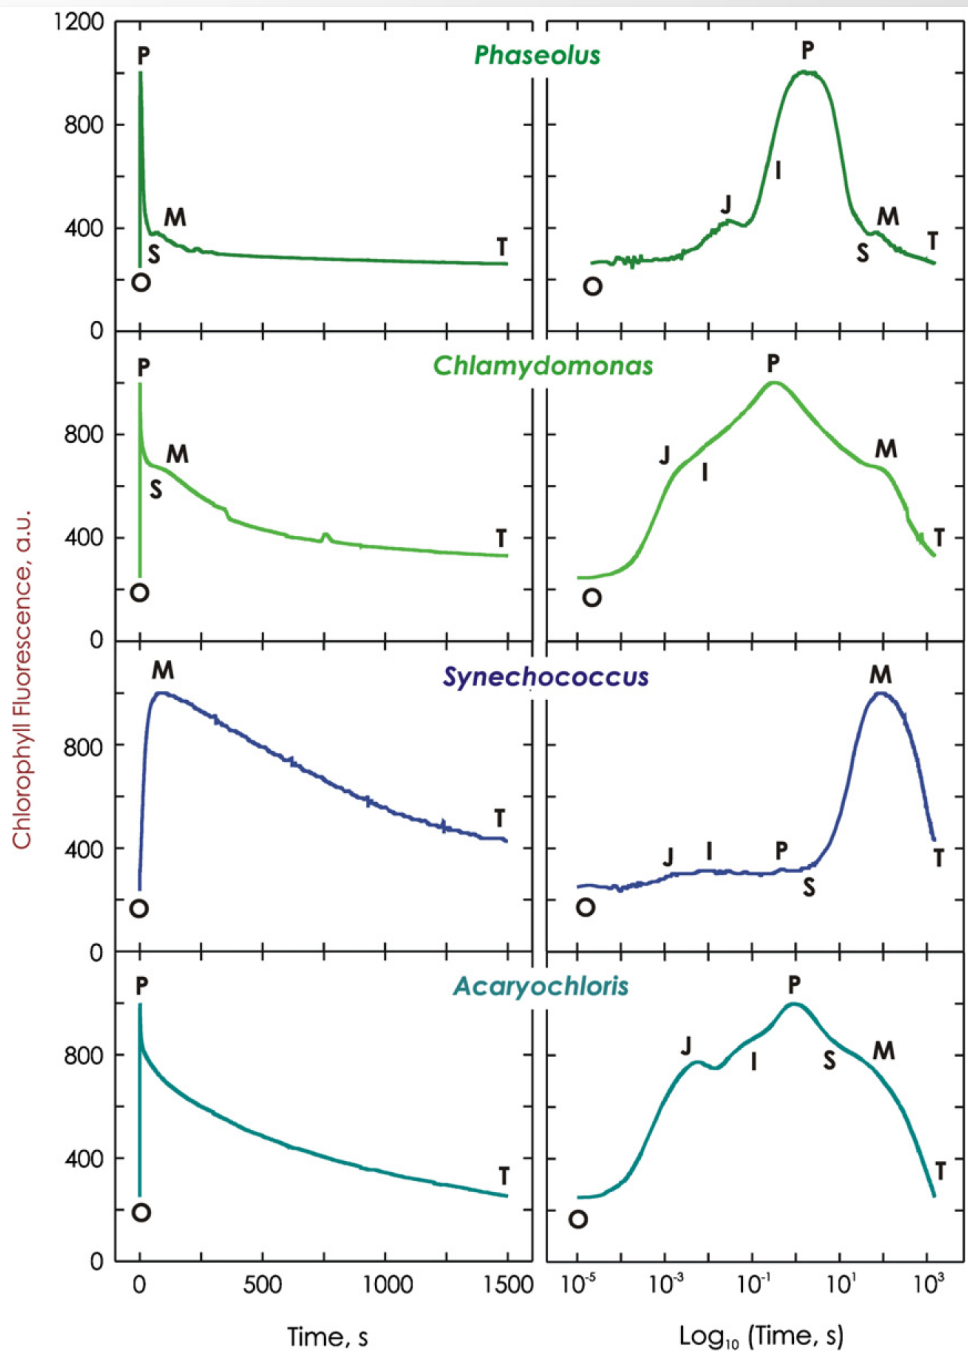 1200
P
Phaseolus
P
800
I
J
400
M
S
T
M
S
T
O
O
0
P
Chlamydomonas
P
800
M
S
J
I
M
400
T
T
O
O
0
M
Synechococcus
M
800
T
400
J
I
P
S
T
O
O
0
P
Acaryochloris
P
800
J
I
S
M
400
T
T
O
O
0
0
500
1000
1500
10-5
10-3
10-1
10¹
10³
Time, s
Log₁₀ (Time, s)
Chlorophyll Fluorescence, a.u.